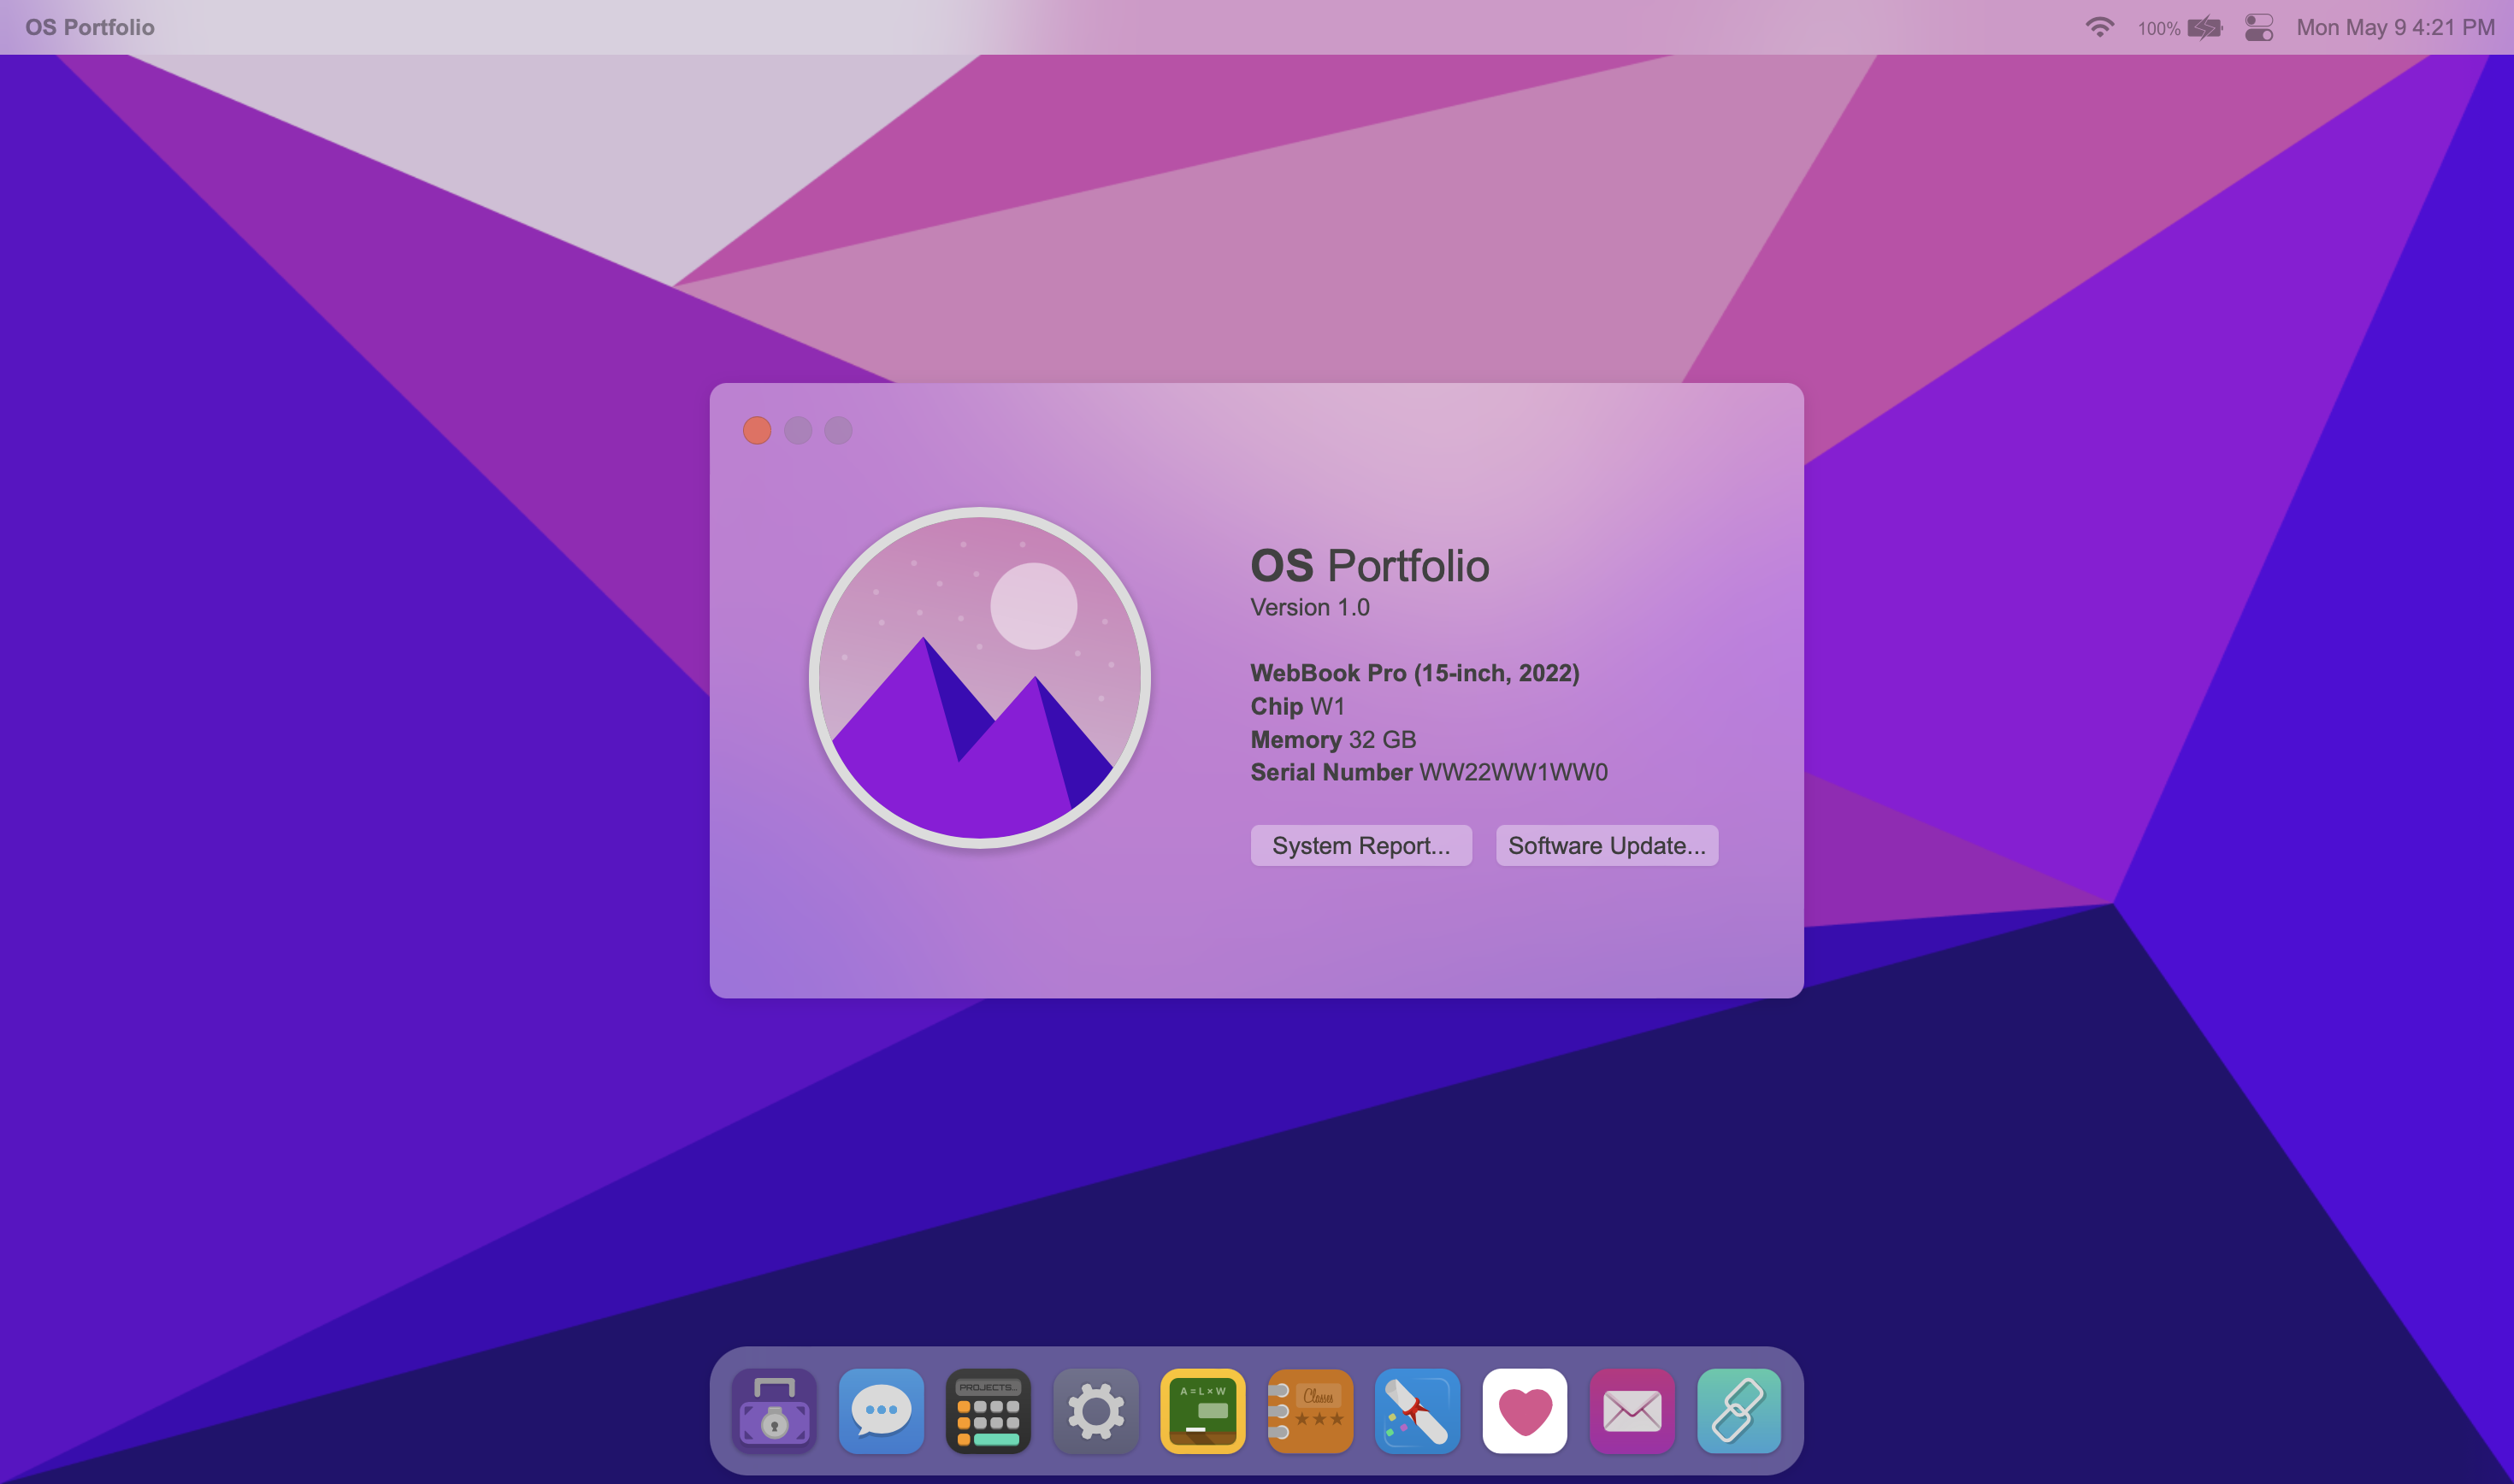 OS Portfolio
100%
Mon May 9 4:21 PM
OS Portfolio
Version 1.0
WebBook Pro (15-inch, 2022)
Chip W1
Memory 32 GB
Serial Number WW22WW1WW0
System Report...
Software Update...
PROJECTS...
A = L × W
Classes